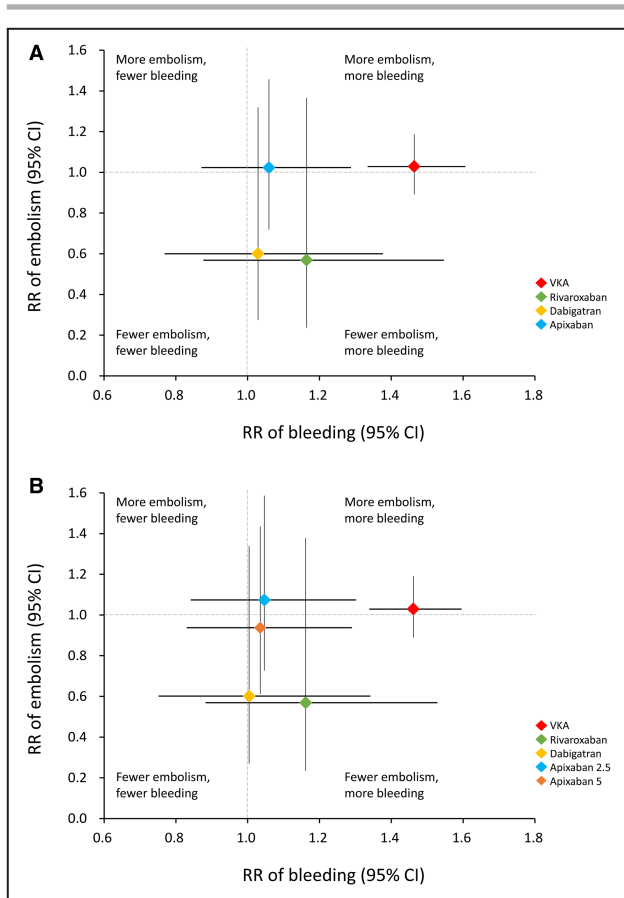 A
1.6
More embolism,
fewer bleeding
More embolism,
more bleeding
1.4
1.2
1.0
0.8
0.6
0.4
0.2
0.0
RR of embolism (95% CI)
VKA
Rivaroxaban
Dabigatran
Apixaban
Fewer embolism,
fewer bleeding
Fewer embolism,
more bleeding
0.6 0.8 1.0 1.2 1.4 1.6 1.8
RR of bleeding (95% CI)
B
1.6
More embolism,
fewer bleeding
More embolism,
more bleeding
1.4
1.2
1.0
0.8
0.6
0.4
0.2
0.0
RR of embolism (95% CI)
VKA
Rivaroxaban
Dabigatran
Apixaban 2.5
Apixaban 5
Fewer embolism,
fewer bleeding
Fewer embolism,
more bleeding
0.6 0.8 1.0 1.2 1.4 1.6 1.8
RR of bleeding (95% CI)